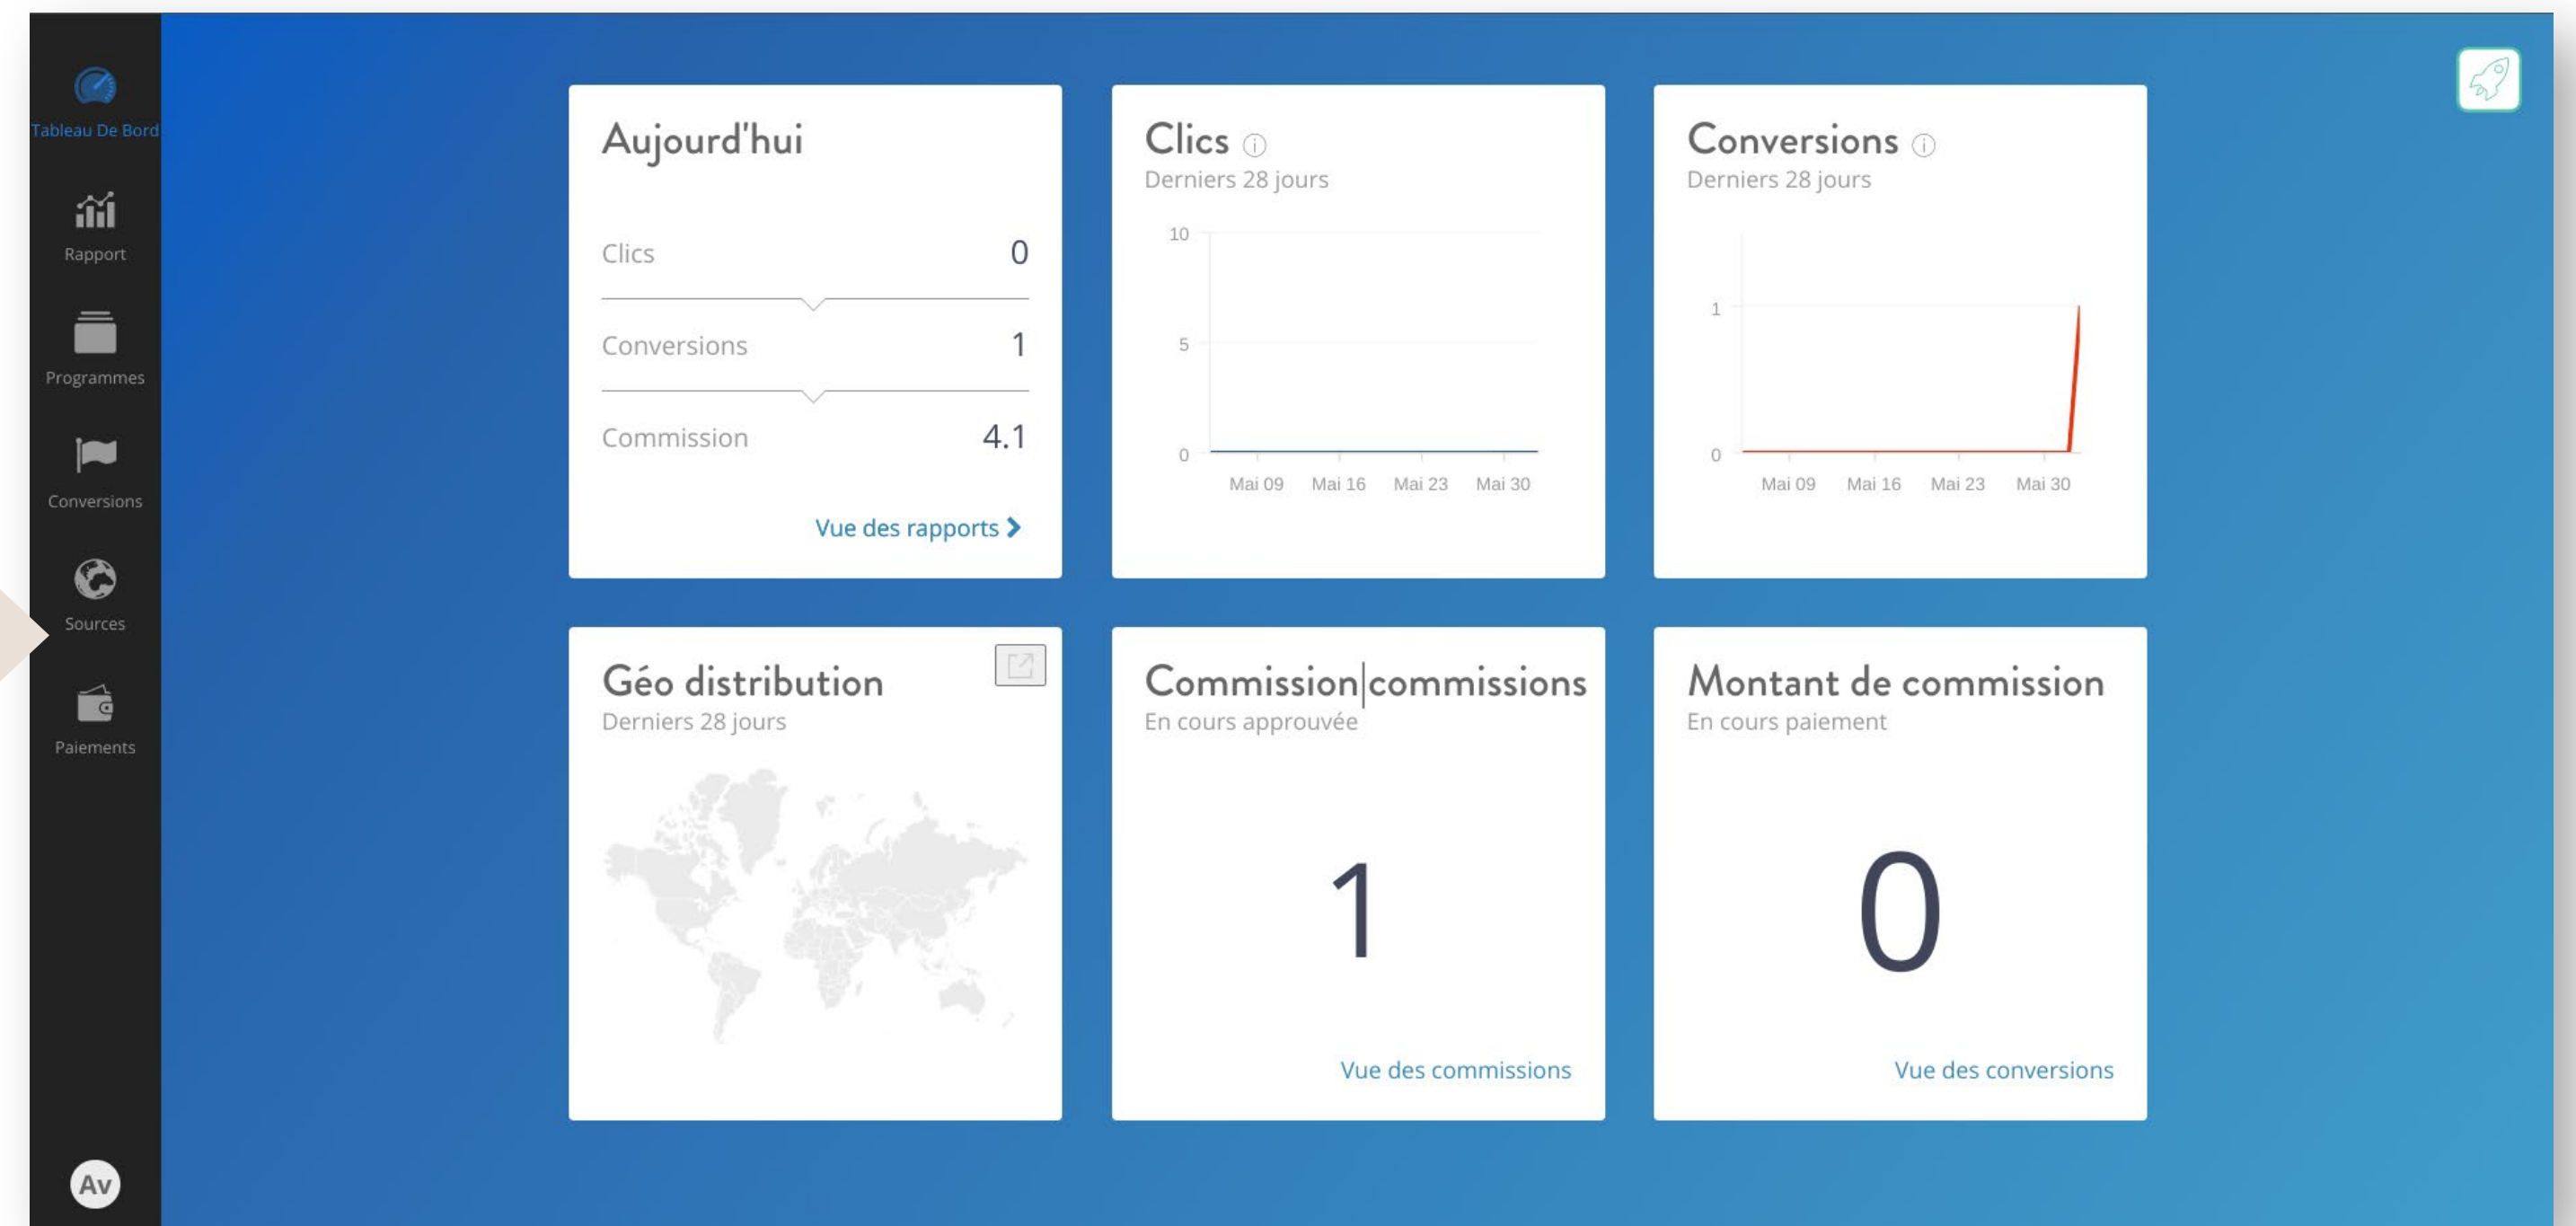 Tableau De Bord
Rapport
Programmes
Conversions
Sources
Paiements
Av
Aujourd'hui
Clics 0
Conversions 1
Commission 4.1
Vue des rapports
Clics
Derniers 28 jours
10
5
0
Mai 09 Mai 16 Mai 23 Mai 30
Conversions
Derniers 28 jours
1
0
Mai 09 Mai 16 Mai 23 Mai 30
Géo distribution
Derniers 28 jours
Commission|commissions
En cours approuvée
1
Vue des commissions
Montant de commission
En cours paiement
0
Vue des conversions